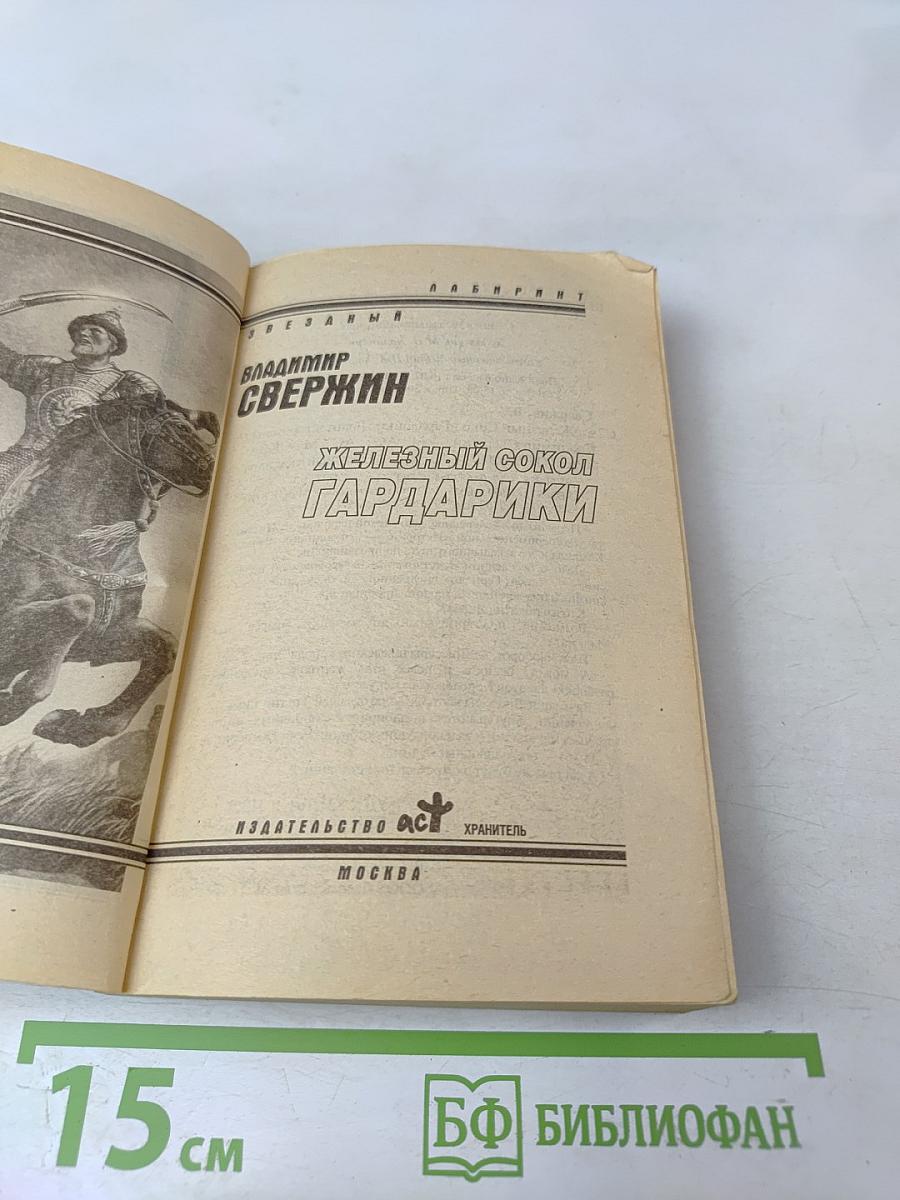 ЛАБИРИНТ
ЗВЕЗДНЫЙ
ВЛАДИМИР
СВЕРЖИН
ЖЕЛЕЗНЫЙ СОКОЛ
ГАРДАРИКИ
ИЗДАТЕЛЬСТВО аст ХРАНИТЕЛЬ
МОСКВА
15 см
БФ БИБЛИОФАН